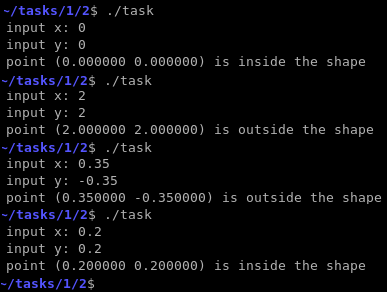 ~/tasks/1/2$ ./task
input x: 0
input y: 0
point (0.000000 0.000000) is inside the shape
~/tasks/1/2$ ./task
input x: 2
input y: 2
point (2.000000 2.000000) is outside the shape
~/tasks/1/2$ ./task
input x: 0.35
input y: -0.35
point (0.350000 -0.350000) is outside the shape
~/tasks/1/2$ ./task
input x: 0.2
input y: 0.2
point (0.200000 0.200000) is inside the shape
~/tasks/1/2$